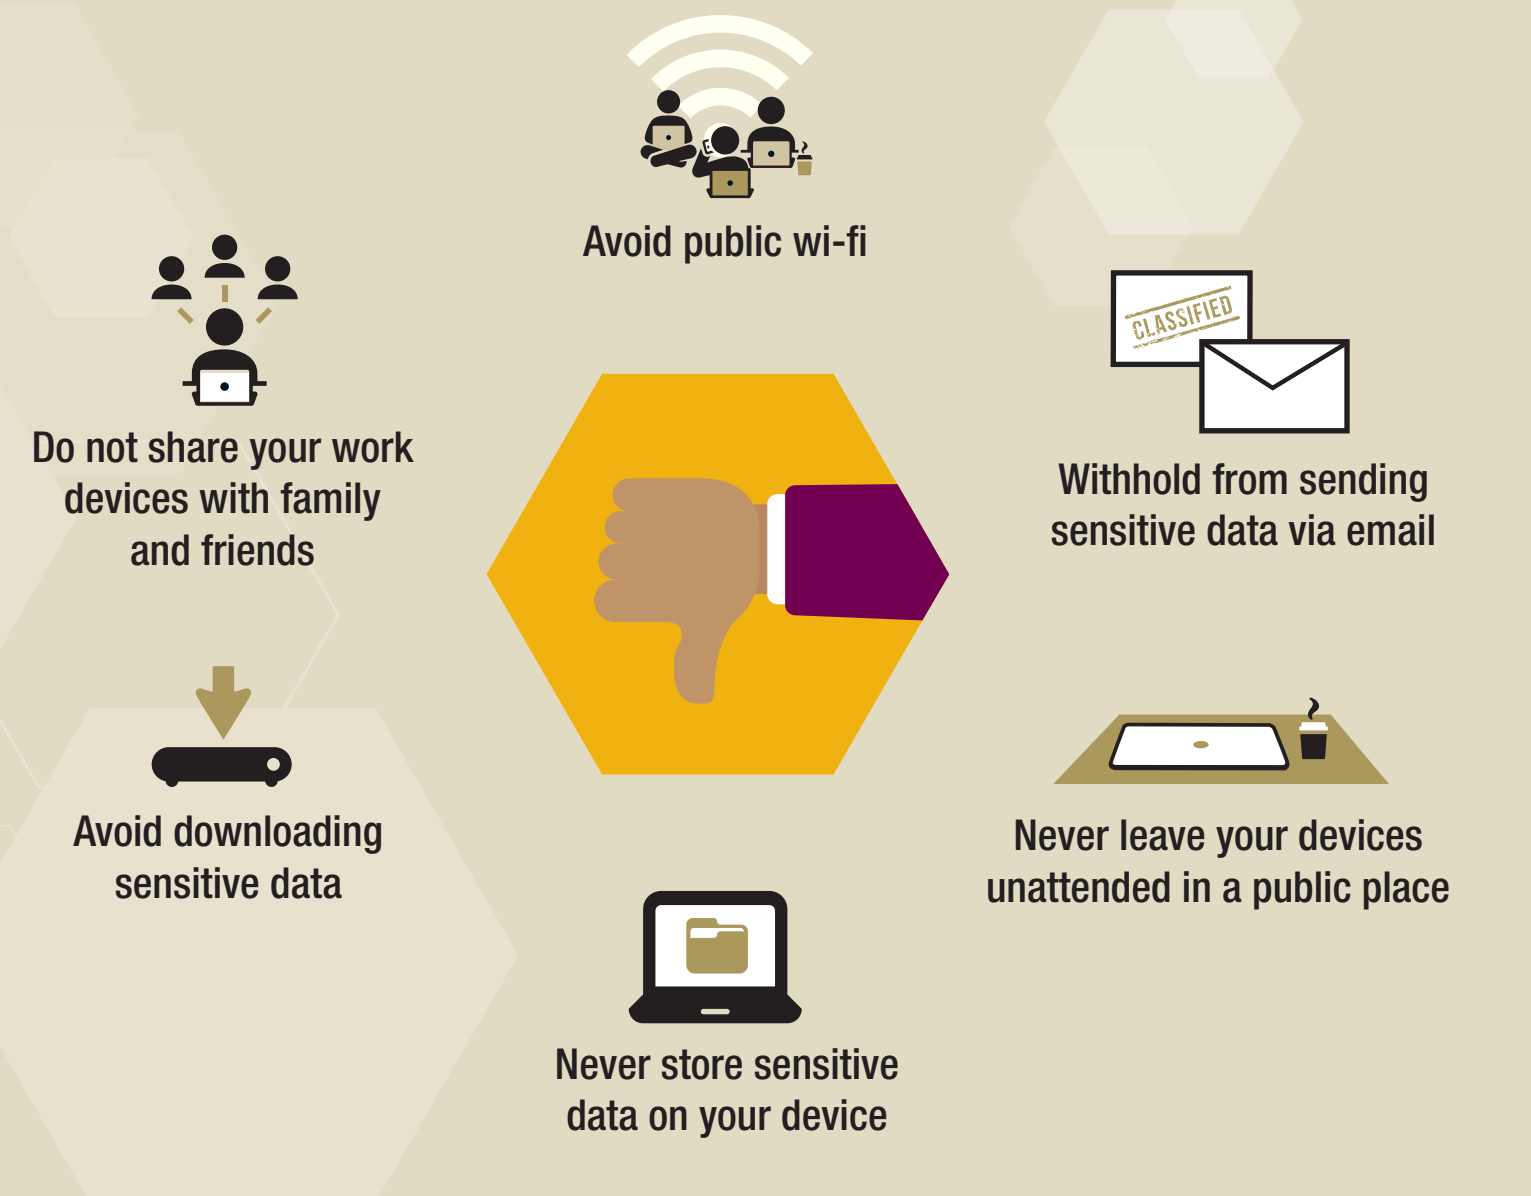 Avoid public wi-fi
CLASSIFIED
Withhold from sending
sensitive data via email
Never leave your devices
unattended in a public place
Never store sensitive
data on your device
Avoid downloading
sensitive data
Do not share your work
devices with family
and friends